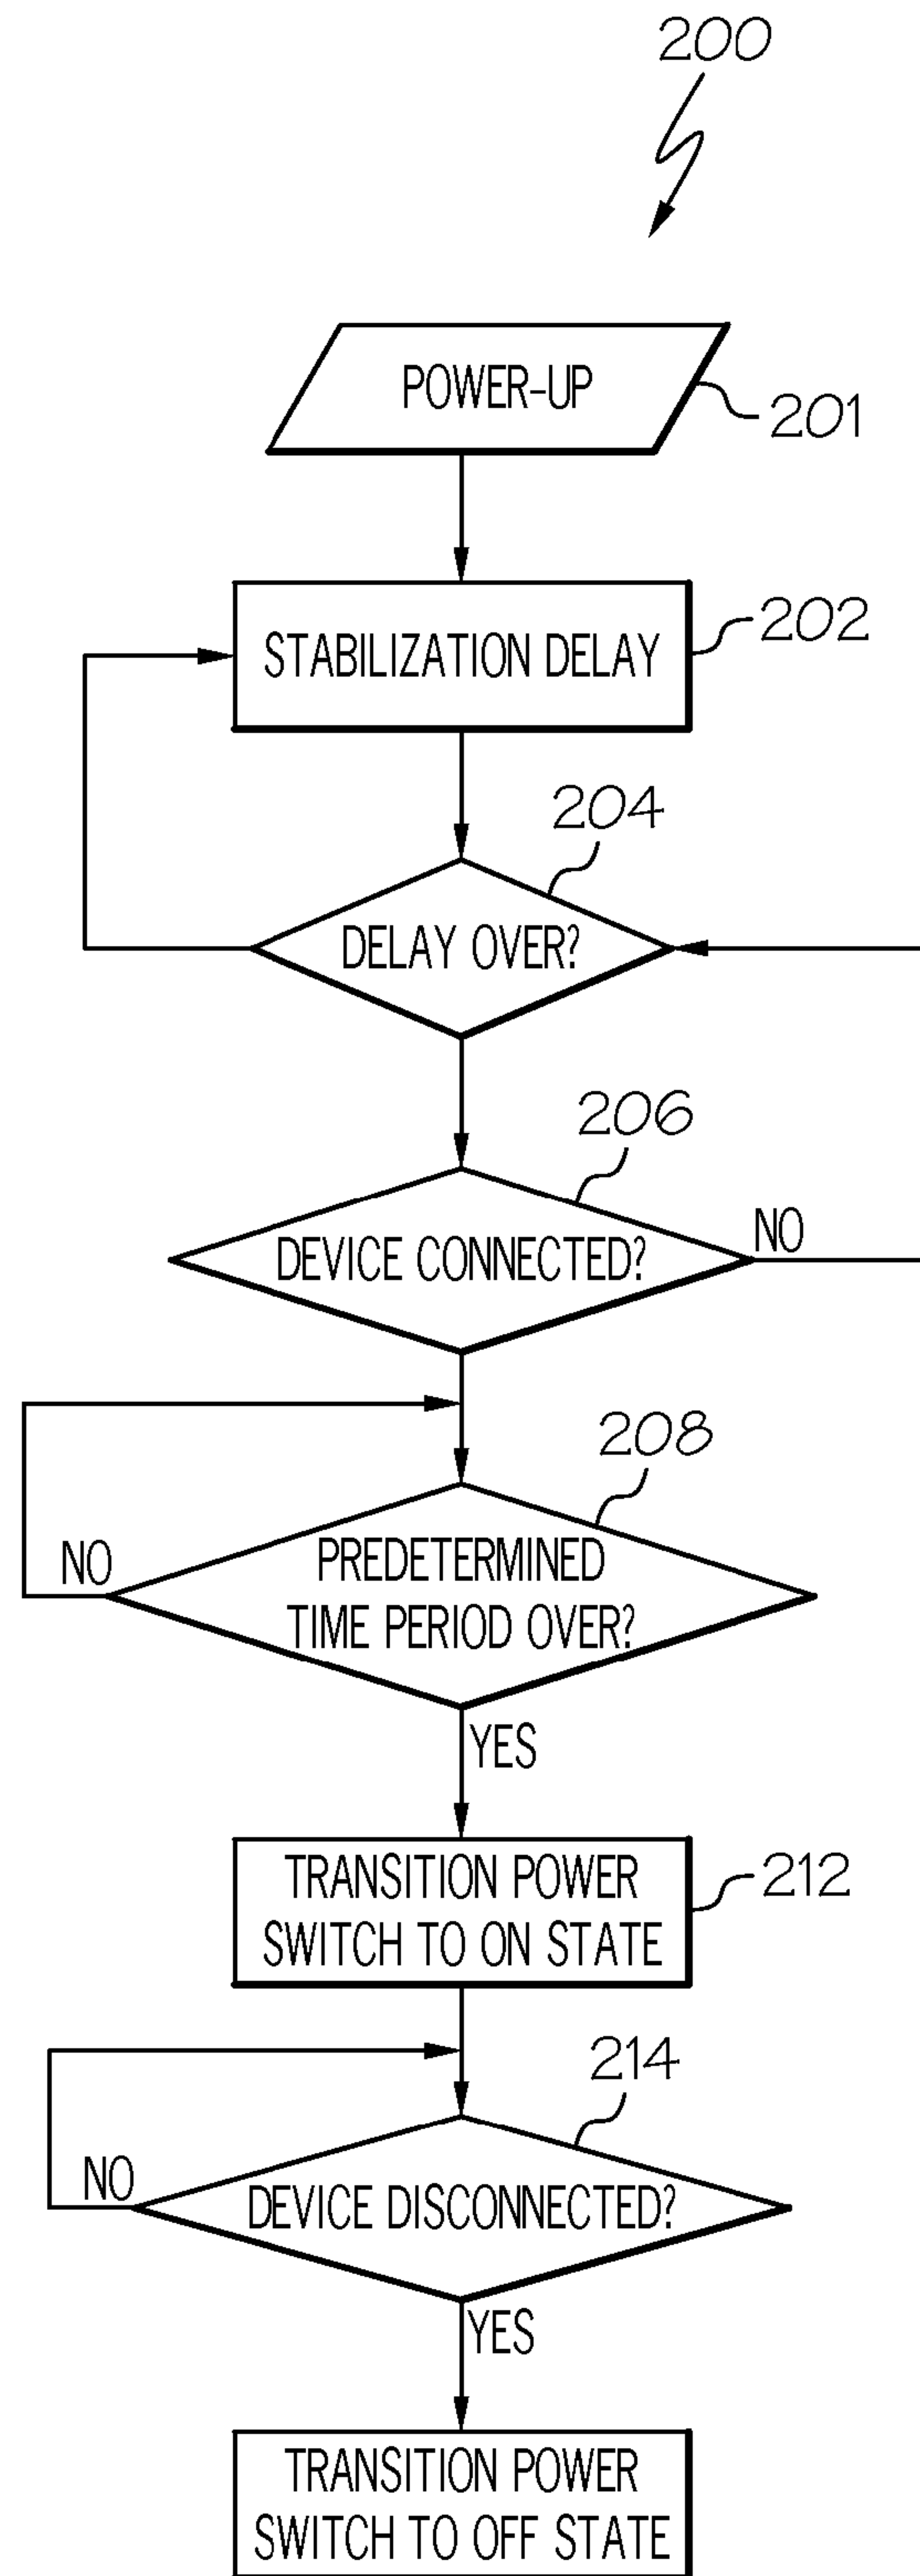 200
POWER-UP
201
STABILIZATION DELAY
202
204
DELAY OVER?
206
DEVICE CONNECTED?
NO
208
PREDETERMINED
TIME PERIOD OVER?
NO
YES
TRANSITION POWER
SWITCH TO ON STATE
212
214
DEVICE DISCONNECTED?
NO
YES
TRANSITION POWER
SWITCH TO OFF STATE